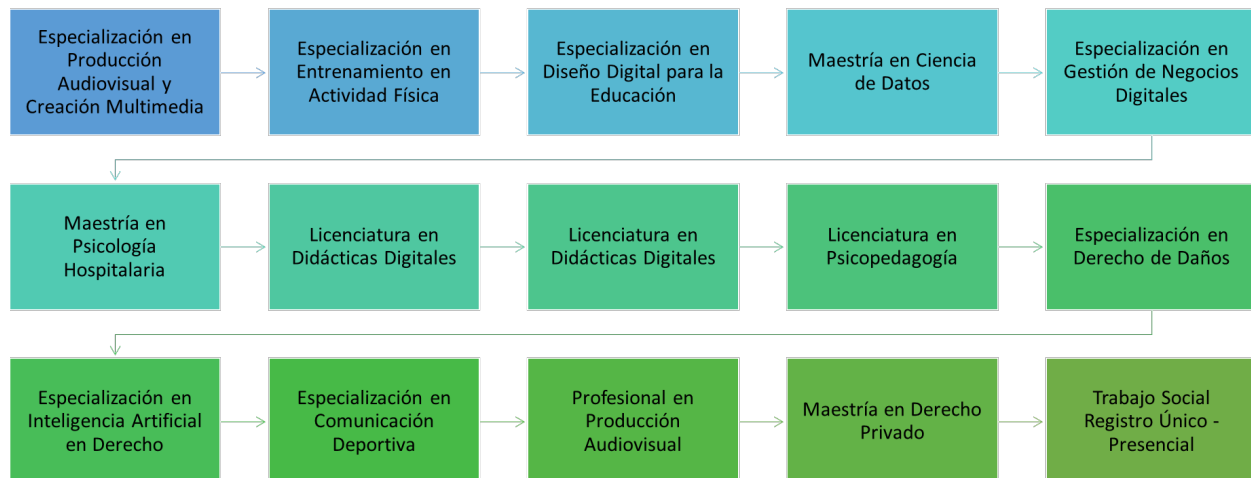 Especialización en
Producción
Audiovisual y
Creación Multimedia
Especialización en
Entrenamiento en
Actividad Física
Especialización en
Diseño Digital para la
Educación
Maestría en Ciencia
de Datos
Especialización en
Gestión de Negocios
Digitales
Maestría en
Psicología
Hospitalaria
Licenciatura en
Didácticas Digitales
Licenciatura en
Didácticas Digitales
Licenciatura en
Psicopedagogía
Especialización en
Derecho de Daños
Especialización en
Inteligencia Artificial
en Derecho
Especialización en
Comunicación
Deportiva
Profesional en
Producción
Audiovisual
Maestría en Derecho
Privado
Trabajo Social
Registro Único -
Presencial